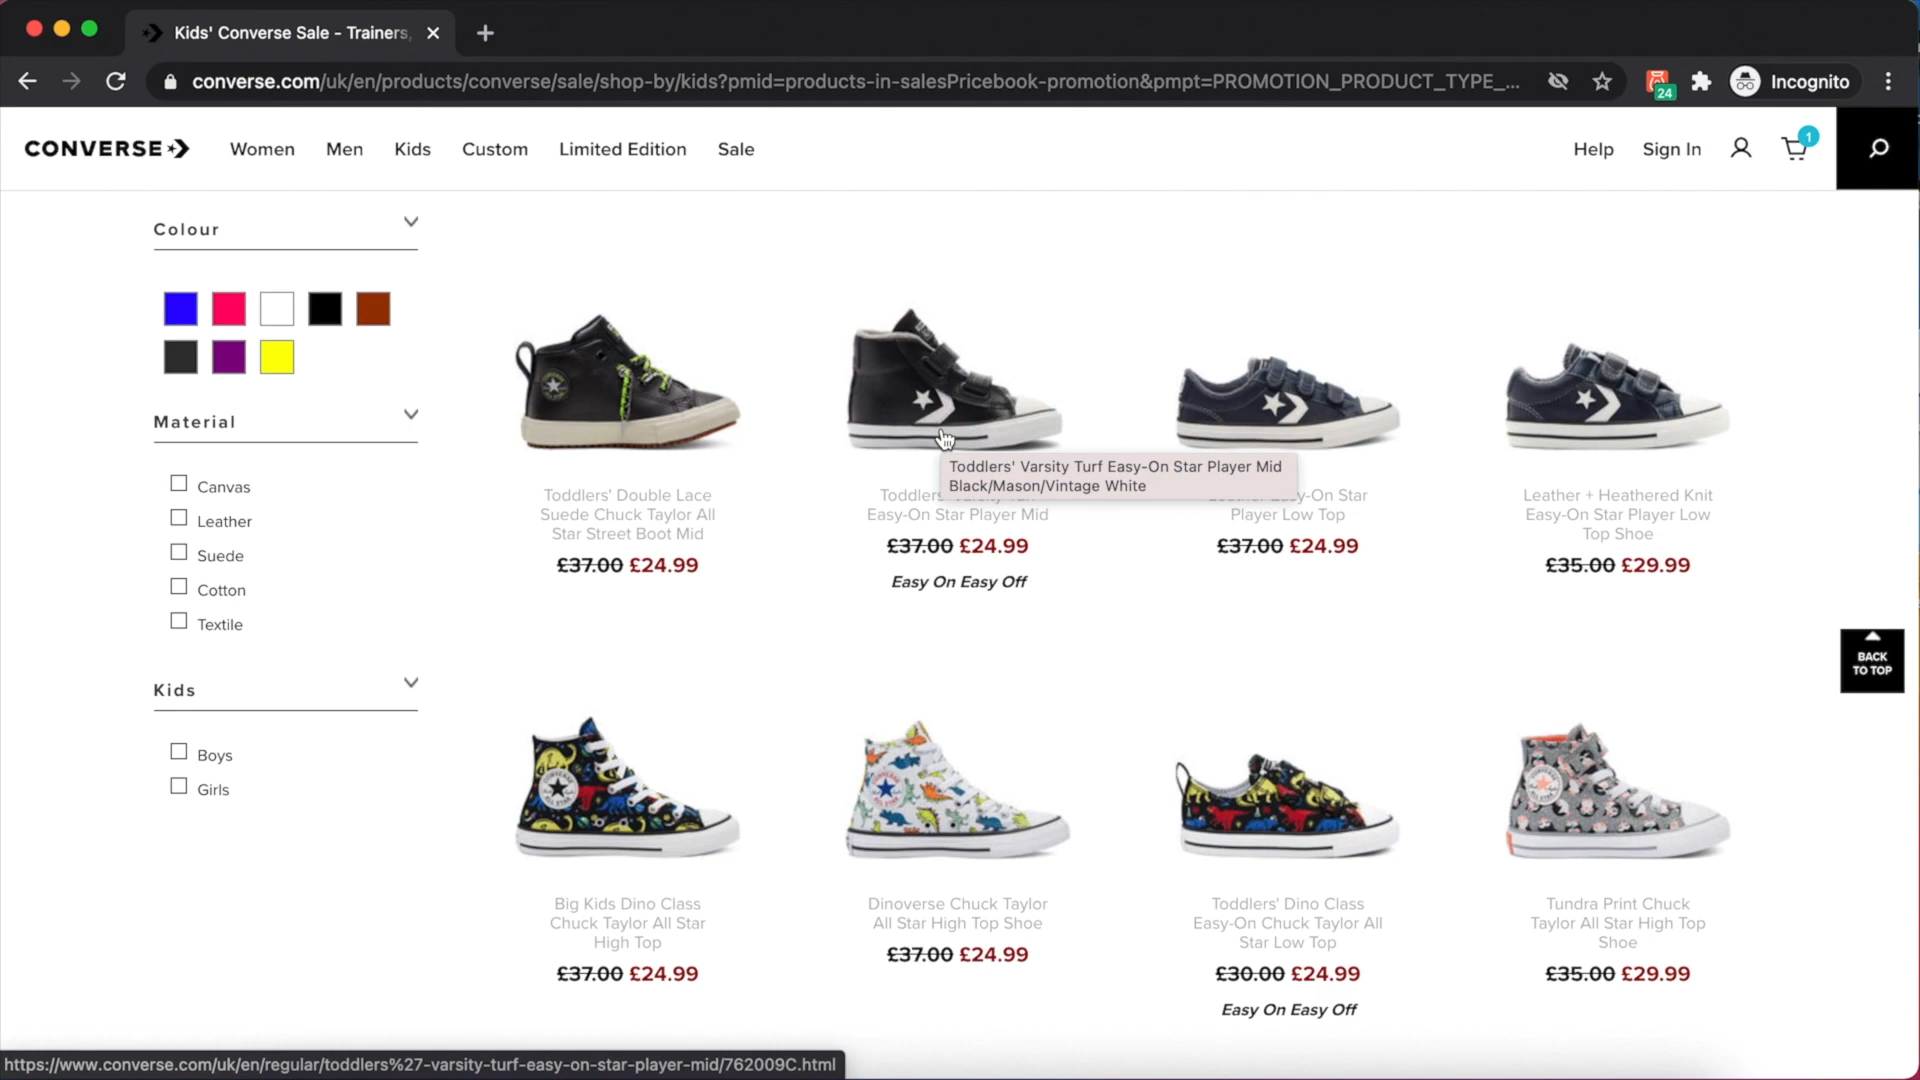 Kids' Converse Sale - Trainers,
converse.com/uk/en/products/converse/sale/shop-by/kids?pmid=products-in-salesPricebook-promotion&pmpt=PROMOTION_PRODUCT_TYPE_...
24
Incognito
CONVERSE
Women
Men
Kids
Custom
Limited Edition
Sale
Help
Sign In
1
Colour
Material
Canvas
Leather
Suede
Cotton
Textile
Kids
Boys
Girls
Toddlers' Double Lace
Suede Chuck Taylor All
Star Street Boot Mid
£37.00 £24.99
Toddlers' Varsity Turf Easy-On Star Player Mid
Black/Mason/Vintage White
Easy-On Star Player Mid
£37.00 £24.99
Easy On Easy Off
Easy-On Star
Player Low Top
£37.00 £24.99
Leather + Heathered Knit
Easy-On Star Player Low
Top Shoe
£35.00 £29.99
BACK
TO TOP
CONVERSE
ALL STAR
Big Kids Dino Class
Chuck Taylor All Star
High Top
£37.00 £24.99
Dinoverse Chuck Taylor
All Star High Top Shoe
£37.00 £24.99
Toddlers' Dino Class
Easy-On Chuck Taylor All
Star Low Top
£30.00 £24.99
Easy On Easy Off
Tundra Print Chuck
Taylor All Star High Top
Shoe
£35.00 £29.99
https://www.converse.com/uk/en/regular/toddlers%27-varsity-turf-easy-on-star-player-mid/762009C.html